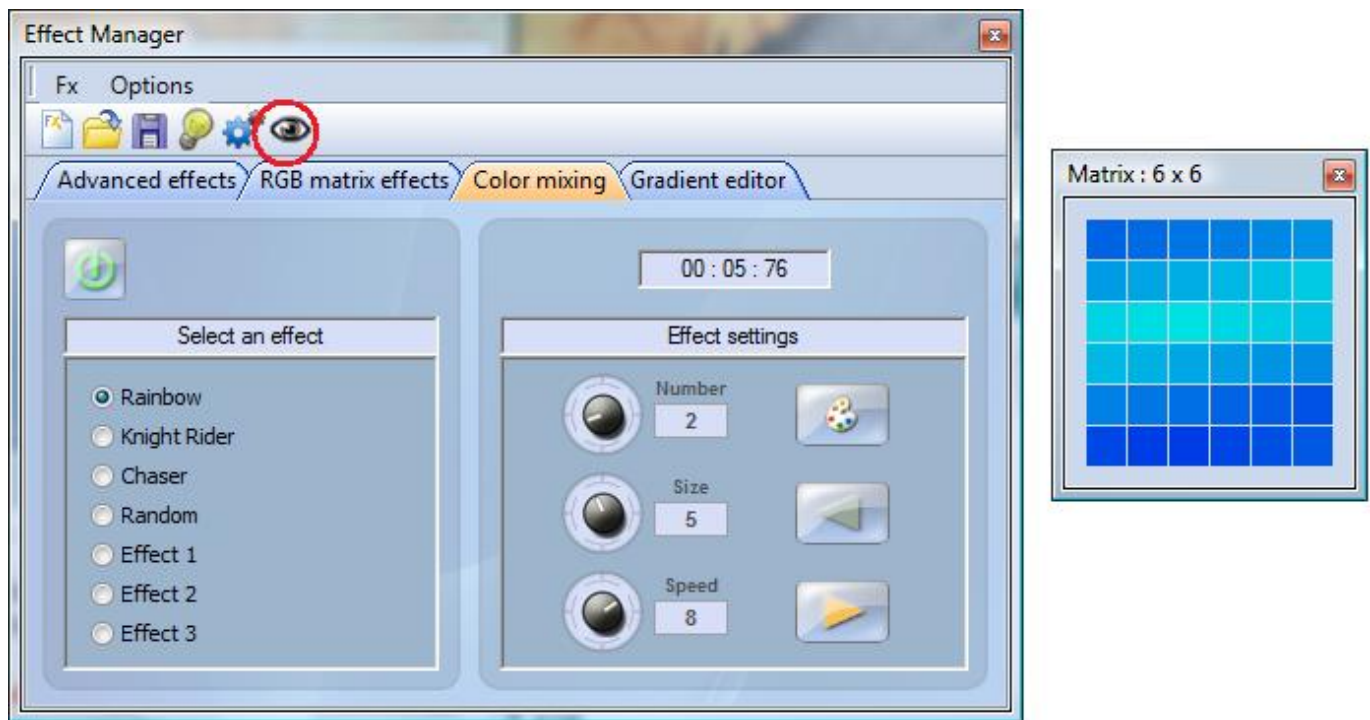 Effect Manager
Fx Options
FX
Advanced effects RGB matrix effects Color mixing Gradient editor
00 : 05 : 76
Select an effect
Rainbow
Knight Rider
Chaser
Random
Effect 1
Effect 2
Effect 3
Effect settings
Number
2
Size
5
Speed
8
Matrix : 6 x 6